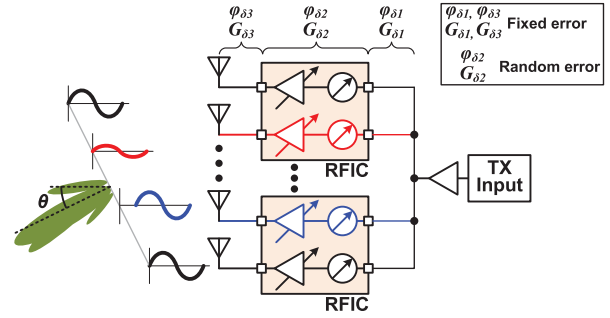 φδ3 φδ2 φδ1
Gδ3 Gδ2 Gδ1
φδ1, φδ3 Fixed error
Gδ1, Gδ3
φδ2 Random error
Gδ2
RFIC
TX
Input
θ
RFIC